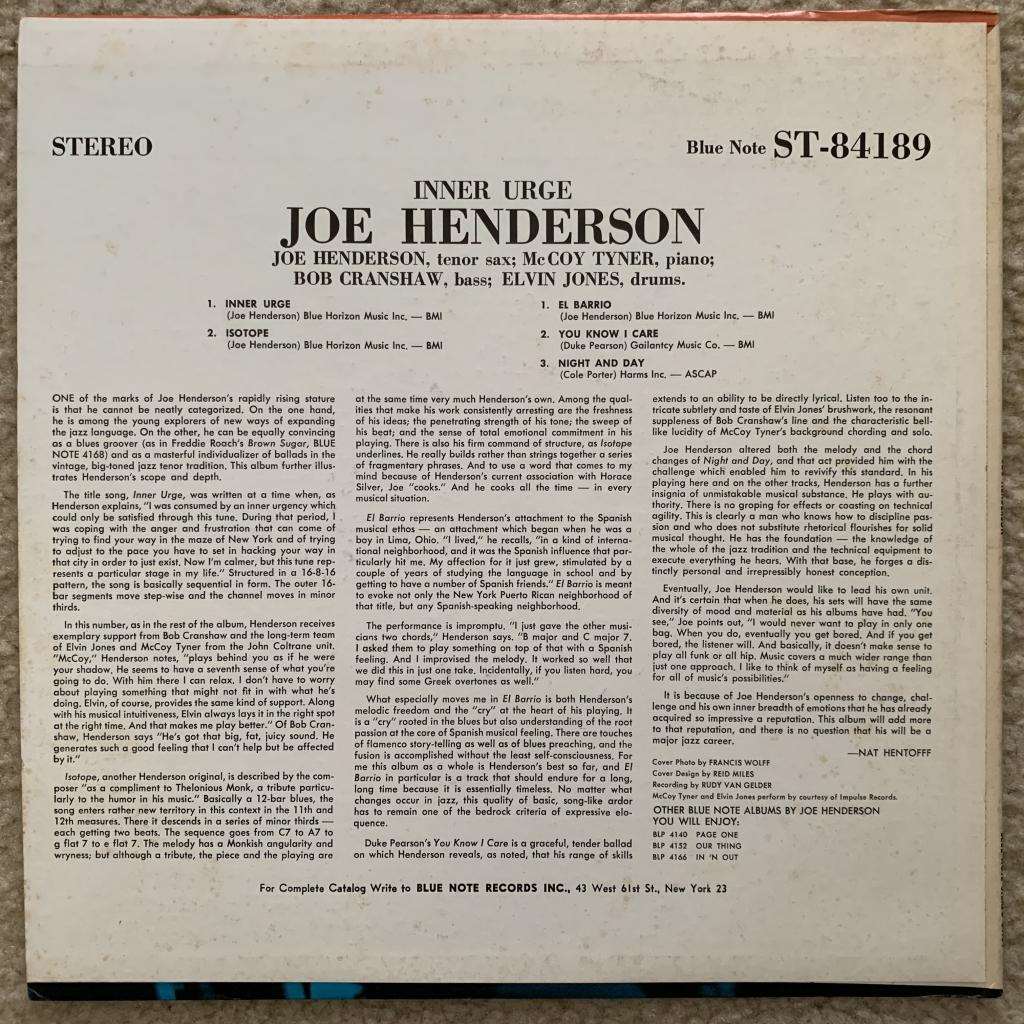 STEREO
Blue Note ST-84189
INNER URGE
JOE HENDERSON
JOE HENDERSON, tenor sax; McCOY TYNER, piano;
BOB CRANSHAW, bass; ELVIN JONES, drums.
1. INNER URGE
(Joe Henderson) Blue Horizon Music Inc. — BMI
2. ISOTOPE
(Joe Henderson) Blue Horizon Music Inc. — BMI
1. EL BARRIO
(Joe Henderson) Blue Horizon Music Inc. — BMI
2. YOU KNOW I CARE
(Duke Pearson) Gailantcy Music Co. — BMI
3. NIGHT AND DAY
(Cole Porter) Harms Inc. — ASCAP
ONE of the marks of Joe Henderson's rapidly rising stature
is that he cannot be neatly categorized. On the one hand,
he is among the young explorers of new ways of expanding
the jazz language. On the other, he can be equally convincing
as a blues groover (as in Freddie Roach's Brown Sugar, BLUE
NOTE 4168) and as a masterful individualizer of ballads in the
vintage, big-toned jazz tenor tradition. This album further illus-
trates Henderson's scope and depth.
The title song, Inner Urge, was written at a time when, as
Henderson explains, "I was consumed by an inner urgency which
could only be satisfied through this tune. During that period, I
was coping with the anger and frustration that can come of
trying to find your way in the maze of New York and of trying
to adjust to the pace you have to set in hacking your way in
that city in order to just exist. Now I'm calmer, but this tune rep-
resents a particular stage in my life." Structured in a 16-8-16
pattern, the song is basically sequential in form. The outer 16-
bar segments move step-wise and the channel moves in minor
thirds.
In this number, as in the rest of the album, Henderson receives
exemplary support from Bob Cranshaw and the long-term team
of Elvin Jones and McCoy Tyner from the John Coltrane unit.
"McCoy," Henderson notes, "plays behind you as if he were
your shadow. He seems to have a seventh sense of what you're
going to do. With him there I can relax. I don't have to worry
about playing something that might not fit in with what he's
doing. Elvin, of course, provides the same kind of support. Along
with his musical intuitiveness, Elvin always lays it in the right spot
at the right time. And that makes me play better." Of Bob Cran-
shaw, Henderson says "He's got that big, fat, juicy sound. He
generates such a good feeling that I can't help but be affected
by it."
Isotope, another Henderson original, is described by the com-
poser "as a compliment to Thelonious Monk, a tribute particu-
larly to the humor in his music." Basically a 12-bar blues, the
song enters rather new territory in this context in the 11th and
12th measures. There it descends in a series of minor thirds —
each getting two beats. The sequence goes from C7 to A7 to
g flat 7 to e flat 7. The melody has a Monkish angularity and
wryness; but although a tribute, the piece and the playing are
at the same time very much Henderson's own. Among the qual-
ities that make his work consistently arresting are the freshness
of his ideas; the penetrating strength of his tone; the sweep of
his beat; and the sense of total emotional commitment in his
playing. There is also his firm command of structure, as Isotope
underlines. He really builds rather than strings together a series
of fragmentary phrases. And to use a word that comes to my
mind because of Henderson's current association with Horace
Silver, Joe "cooks." And he cooks all the time — in every
musical situation.
El Barrio represents Henderson's attachment to the Spanish
musical ethos — an attachment which began when he was a
boy in Lima, Ohio. "I lived," he recalls, "in a kind of interna-
tional neighborhood, and it was the Spanish influence that par-
ticularly hit me. My affection for it just grew, stimulated by a
couple of years of studying the language in school and by
getting to have a number of Spanish friends." El Barrio is meant
to evoke not only the New York Puerto Rican neighborhood of
that title, but any Spanish-speaking neighborhood.
The performance is impromptu. "I just gave the other musi-
cians two chords," Henderson says. "B major and C major 7.
I asked them to play something on top of that with a Spanish
feeling. And I improvised the melody. It worked so well that
we did this in just one take. Incidentally, if you listen hard, you
may find some Greek overtones as well."
What especially moves me in El Barrio is both Henderson's
melodic freedom and the "cry" at the heart of his playing. It
is a "cry" rooted in the blues but also understanding of the root
passion at the core of Spanish musical feeling. There are touches
of flamenco story-telling as well as of blues preaching, and the
fusion is accomplished without the least self-consciousness. For
me this album as a whole is Henderson's best so far, and El
Barrio in particular is a track that should endure for a long,
long time because it is essentially timeless. No matter what
changes occur in jazz, this quality of basic, song-like ardor
has to remain one of the bedrock criteria of expressive elo-
quence.
Duke Pearson's You Know I Care is a graceful, tender ballad
on which Henderson reveals, as noted, that his range of skills
extends to an ability to be directly lyrical. Listen too to the in-
tricate subtlety and taste of Elvin Jones' brushwork, the resonant
suppleness of Bob Cranshaw's line and the characteristic bell-
like lucidity of McCoy Tyner's background chording and solo.
Joe Henderson altered both the melody and the chord
changes of Night and Day, and that act provided him with the
challenge which enabled him to revivify this standard. In his
playing here and on the other tracks, Henderson has a further
insignia of unmistakable musical substance. He plays with au-
thority. There is no groping for effects or coasting on technical
agility. This is clearly a man who knows how to discipline pas-
sion and who does not substitute rhetorical flourishes for solid
musical thought. He has the foundation — the knowledge of
the whole of the jazz tradition and the technical equipment to
execute everything he hears. With that base, he forges a dis-
tinctly personal and irrepressibly honest conception.
Eventually, Joe Henderson would like to lead his own unit.
And it's certain that when he does, his sets will have the same
diversity of mood and material as his albums have had. "You
see," Joe points out, "I would never want to play in only one
bag. When you do, eventually you get bored. And if you get
bored, the listener will. And basically, it doesn't make sense to
play all funk or all hip. Music covers a much wider range than
just one approach. I like to think of myself as having a feeling
for all of music's possibilities."
It is because of Joe Henderson's openness to change, chal-
lenge and his own inner breadth of emotions that he has already
acquired so impressive a reputation. This album will add more
to that reputation, and there is no question that his will be a
major jazz career.
—NAT HENTOFF
Cover Photo by FRANCIS WOLFF
Cover Design by REID MILES
Recording by RUDY VAN GELDER
McCoy Tyner and Elvin Jones perform by courtesy of Impulse Records.
OTHER BLUE NOTE ALBUMS BY JOE HENDERSON
YOU WILL ENJOY:
BLP 4140 PAGE ONE
BLP 4152 OUR THING
BLP 4166 IN 'N OUT
For Complete Catalog Write to BLUE NOTE RECORDS INC., 43 West 61st St., New York 23